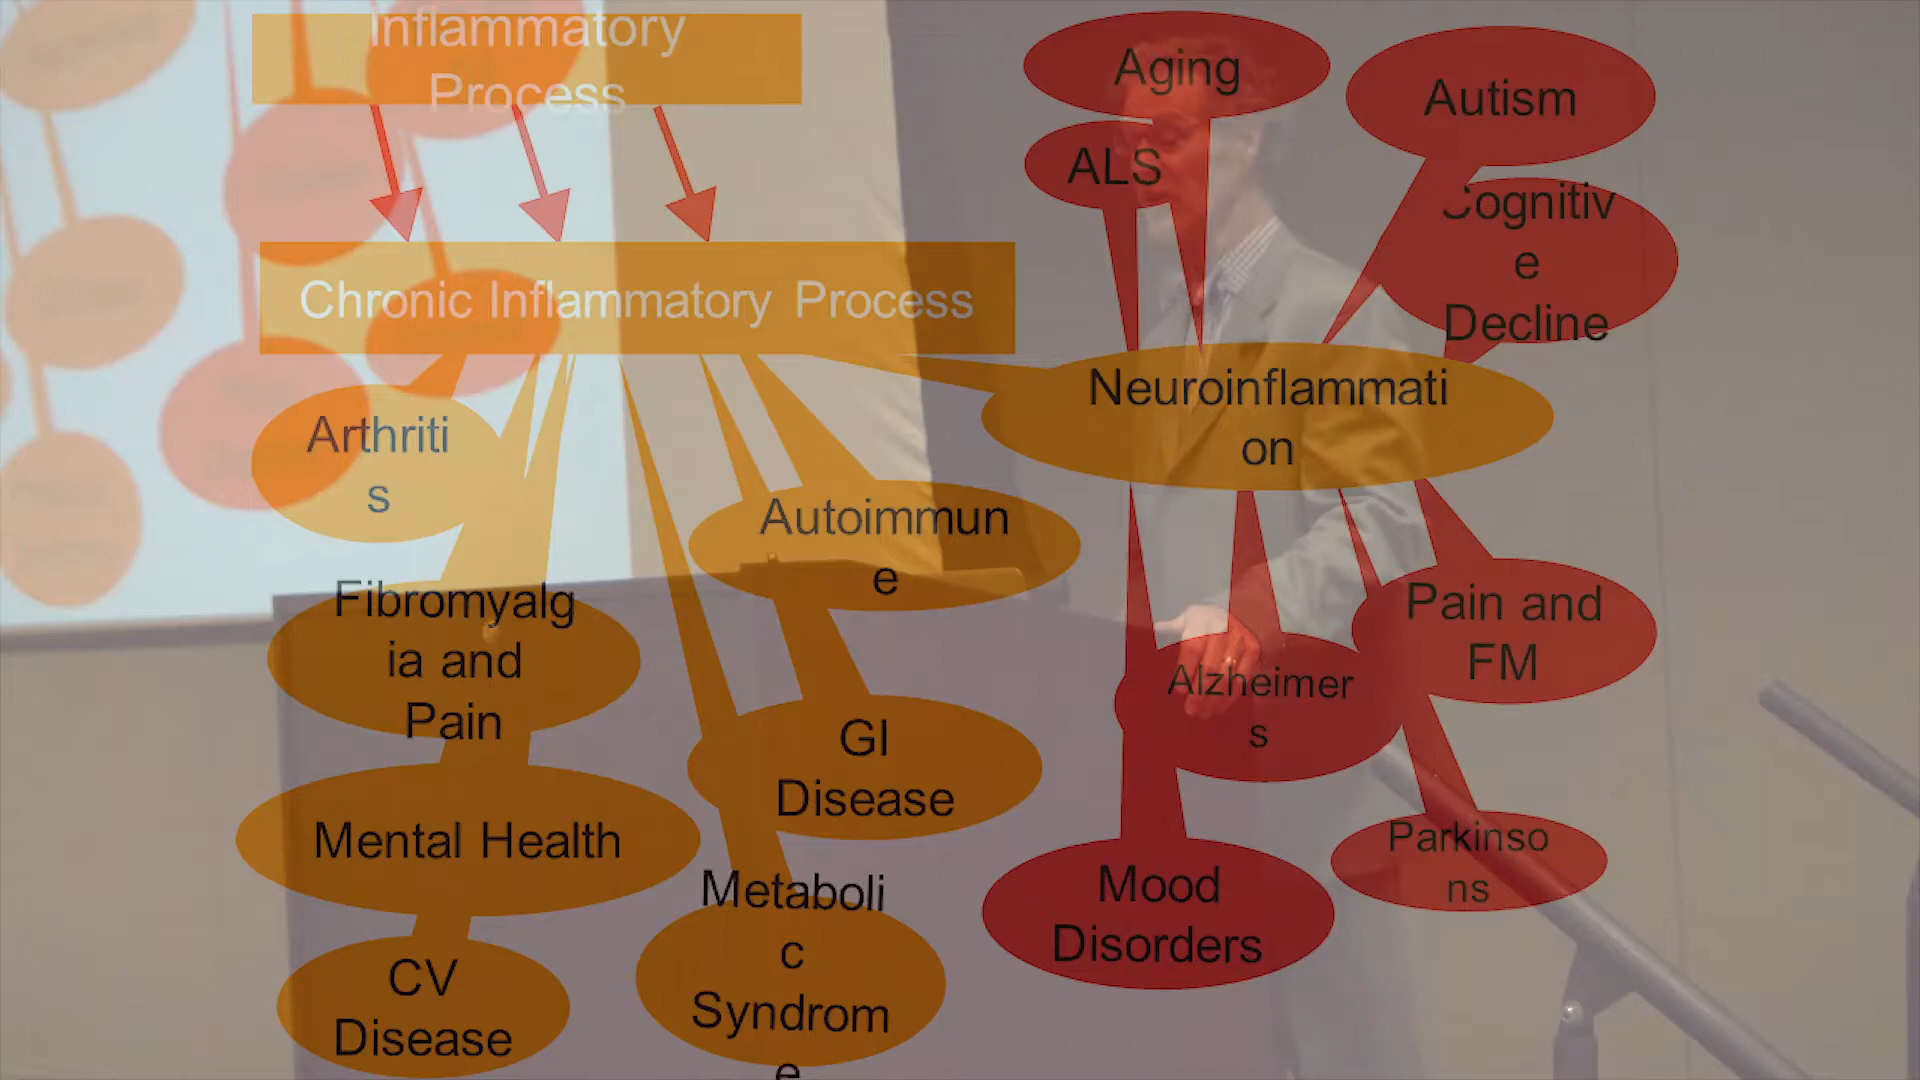 Inflammatory
Process
Chronic Inflammatory Process
Arthriti
s
Fibromyalg
ia and
Pain
Mental Health
CV
Disease
Autoimmun
e
GI
Disease
Metaboli
c
Syndrom
e
Aging
ALS
Autism
Cognitiv
e
Decline
Neuroinflammati
on
Pain and
FM
Alzheimer
s
Parkinso
ns
Mood
Disorders